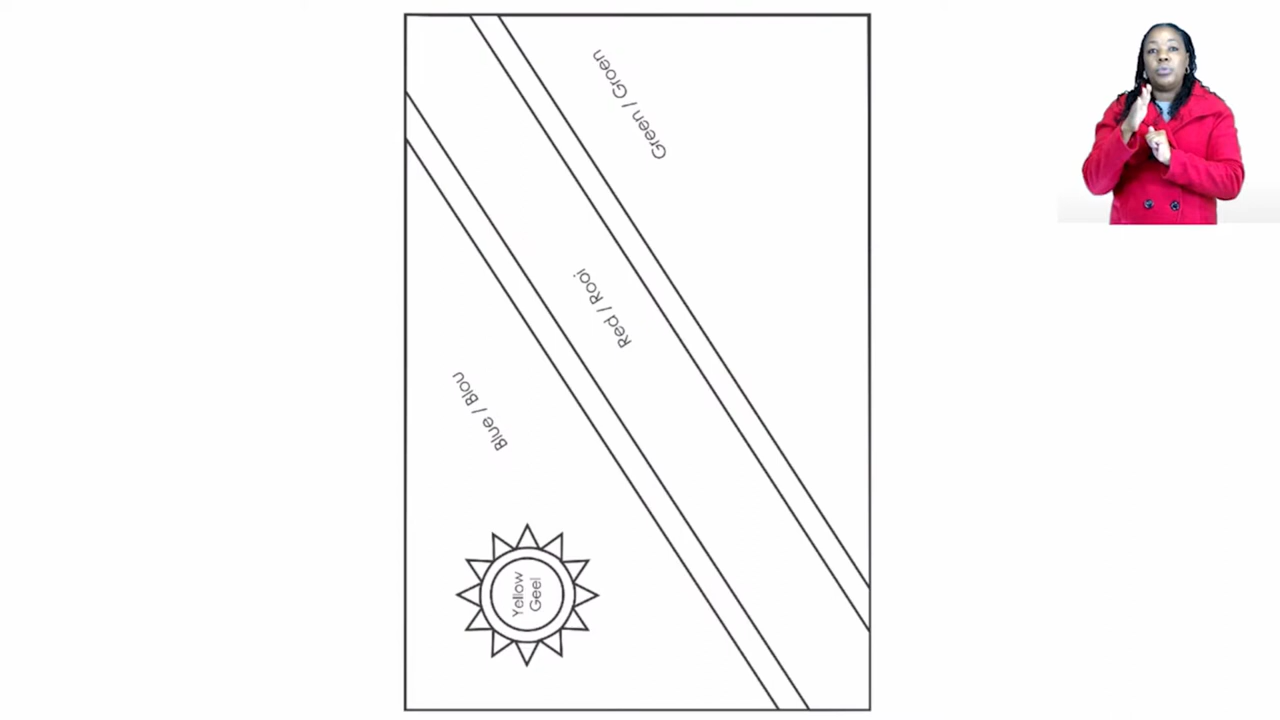 Green / Groen
Red / Rooi
Blue / Blou
Yellow
Geel